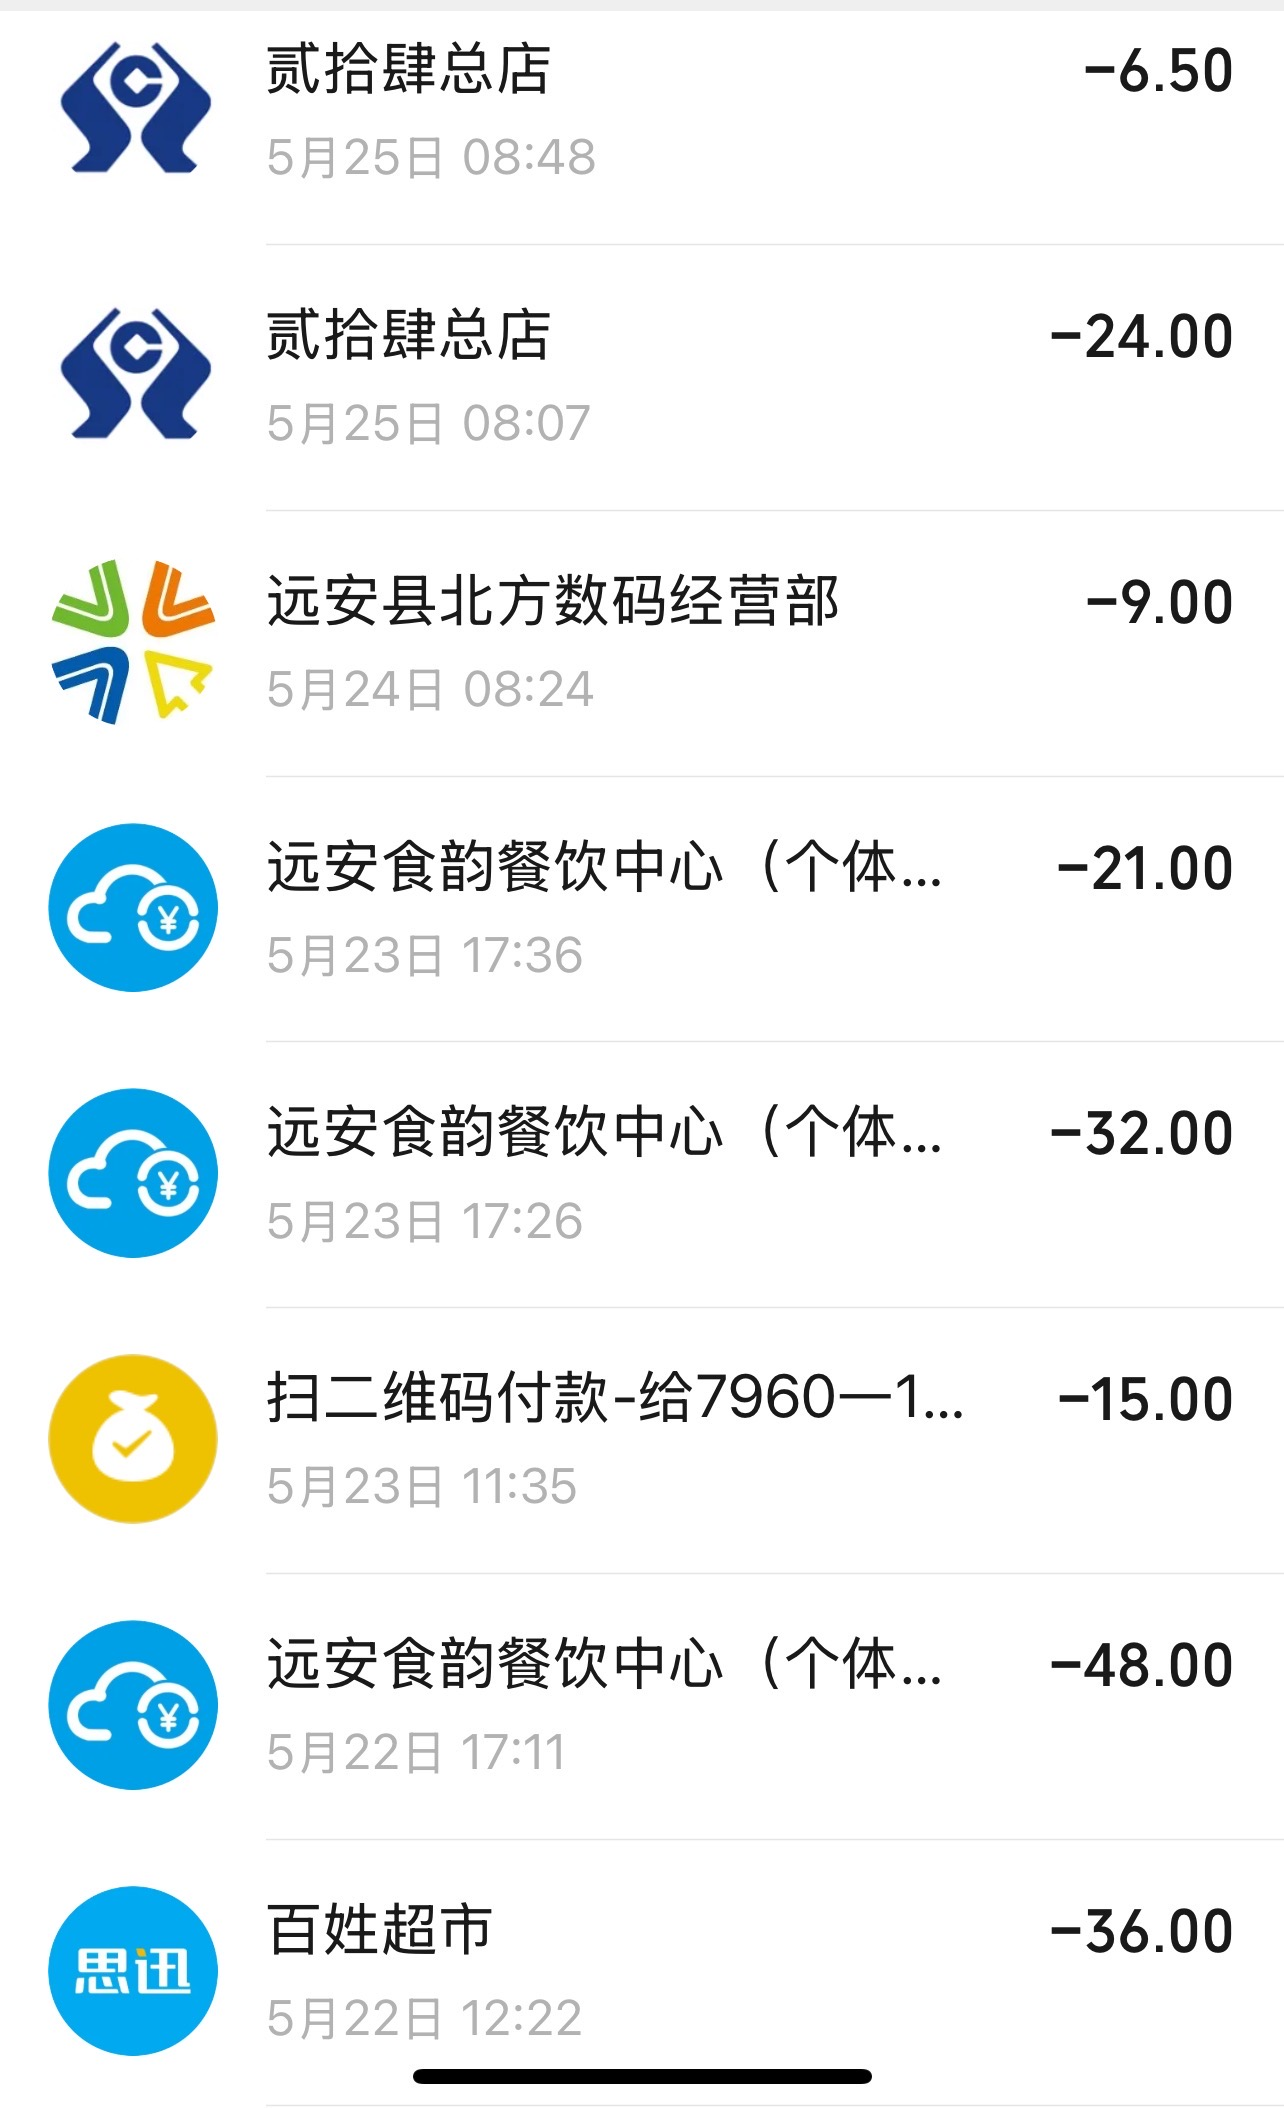 贰拾肆总店
-6.50
5月25日 08:48
贰拾肆总店
-24.00
5月25日 08:07
远安县北方数码经营部
-9.00
5月24日 08:24
远安食韵餐饮中心（个体...
-21.00
5月23日 17:36
远安食韵餐饮中心（个体...
-32.00
5月23日 17:26
扫二维码付款-给7960一1...
-15.00
5月23日 11:35
远安食韵餐饮中心（个体...
-48.00
5月22日 17:11
思迅
百姓超市
-36.00
5月22日 12:22